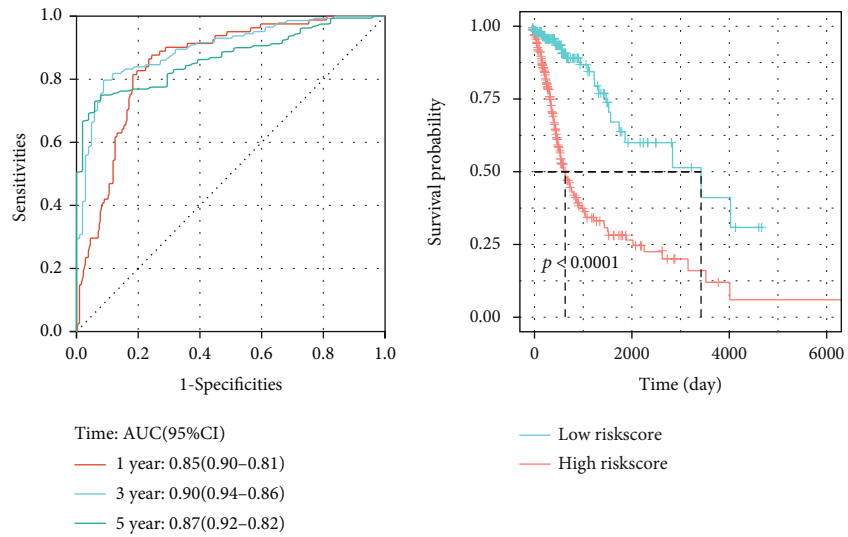 1.0
0.8
0.6
0.4
0.2
0.0
Sensitivities
0.0 0.2 0.4 0.6 0.8 1.0
1-Specificities
Time: AUC(95%CI)
1 year: 0.85(0.90–0.81)
3 year: 0.90(0.94–0.86)
5 year: 0.87(0.92–0.82)
1.00
0.75
0.50
0.25
0.00
Survival probability
p < 0.0001
0 2000 4000 6000
Time (day)
Low riskscore
High riskscore